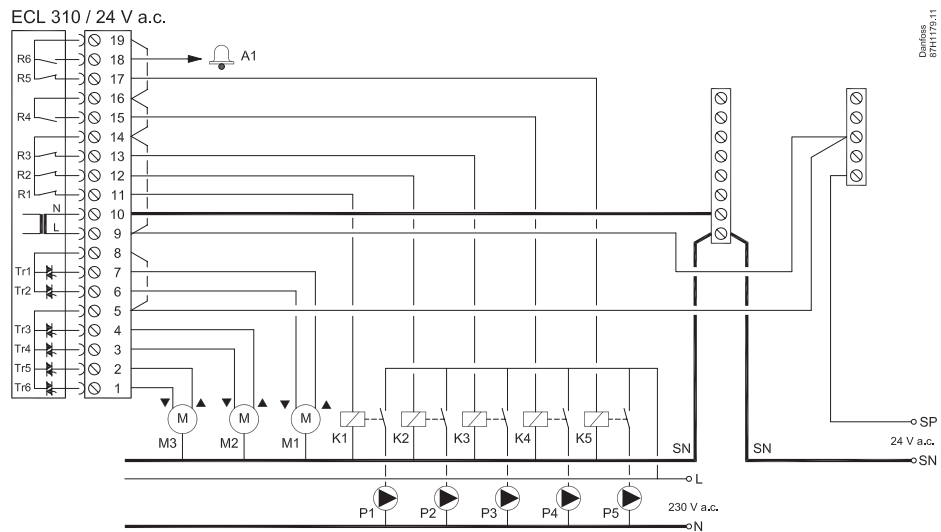 ECL 310 / 24 V a.c.
Danfoss
87H1179.11
19
R6 18 A1
R5 17
16
R4 15
14
R3 13
R2 12
R1 11
N 10
L 9
8
Tr1 7
Tr2 6
5
Tr3 4
Tr4 3
Tr5 2
Tr6 1
M M M
M3 M2 M1 K1 K2 K3 K4 K5
SP
24 V a.c.
SN SN SN
L
P1 P2 P3 P4 P5
230 V a.c.
N